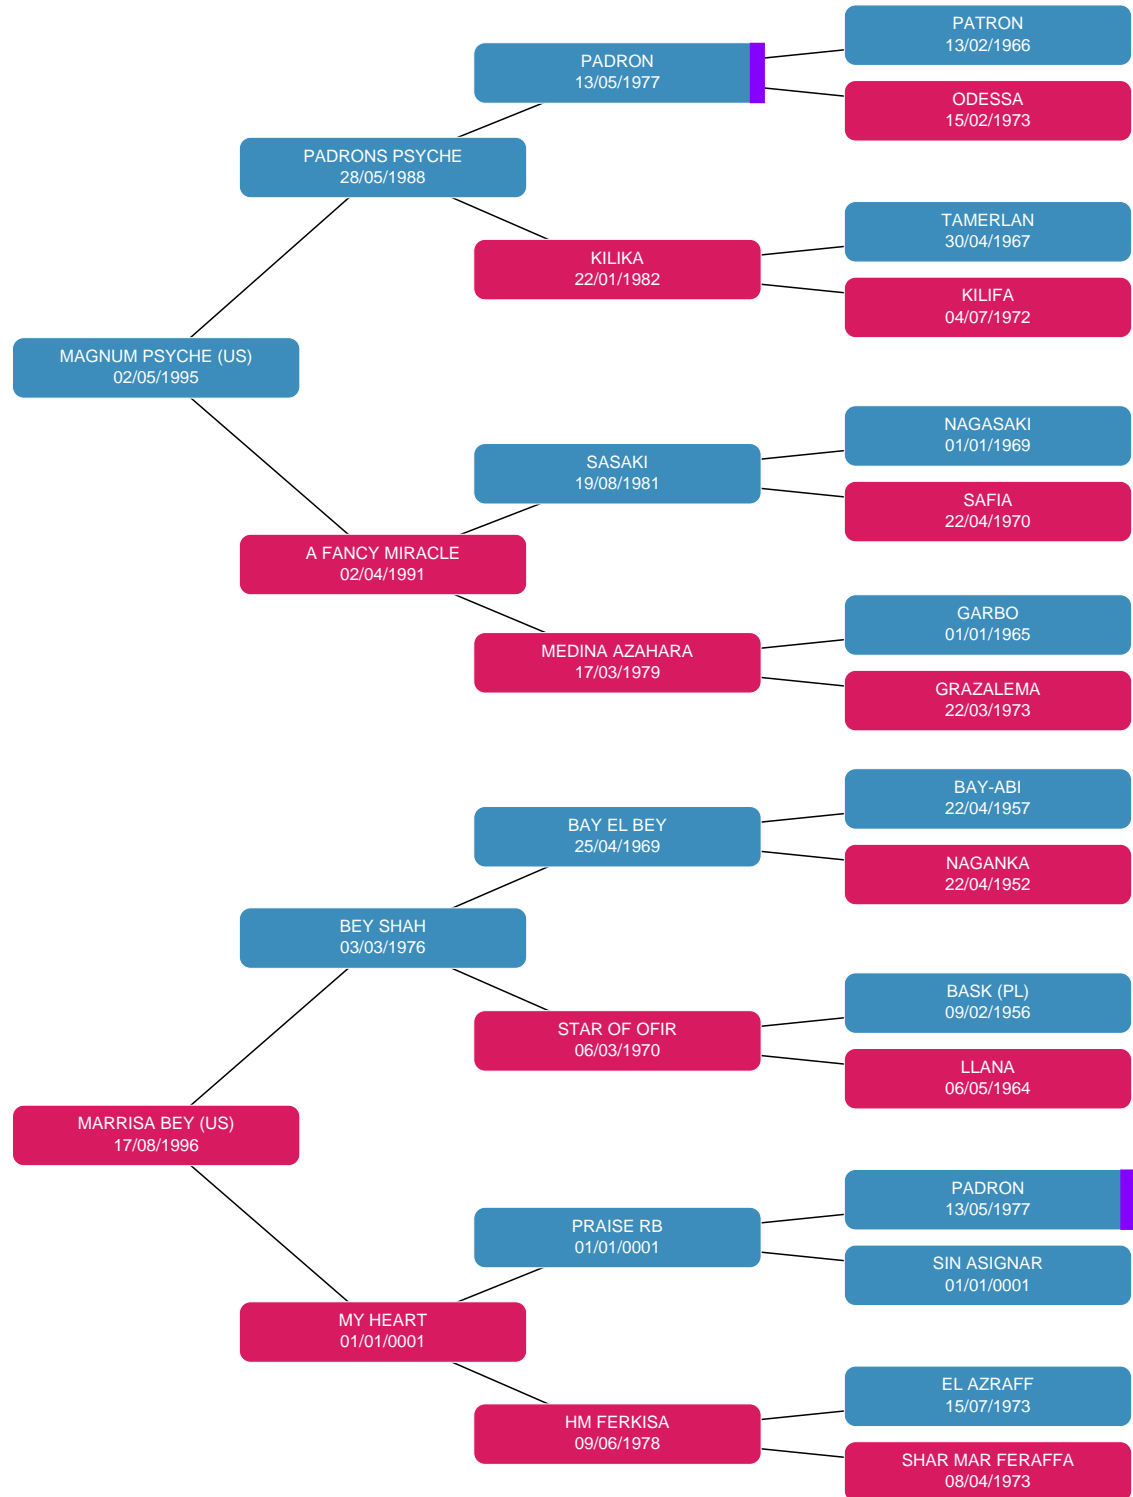 PATRON
13/02/1966
PADRON
13/05/1977
ODESSA
15/02/1973
PADRONS PSYCHE
28/05/1988
TAMERLAN
30/04/1967
KILIKA
22/01/1982
KILIFA
04/07/1972
MAGNUM PSYCHE (US)
02/05/1995
NAGASAKI
01/01/1969
SASAKI
19/08/1981
SAFIA
22/04/1970
A FANCY MIRACLE
02/04/1991
GARBO
01/01/1965
MEDINA AZAHARA
17/03/1979
GRAZALEMA
22/03/1973
BAY-ABI
22/04/1957
BAY EL BEY
25/04/1969
NAGANKA
22/04/1952
BEY SHAH
03/03/1976
BASK (PL)
09/02/1956
STAR OF OFIR
06/03/1970
LLANA
06/05/1964
MARRISA BEY (US)
17/08/1996
PADRON
13/05/1977
PRAISE RB
01/01/0001
SIN ASIGNAR
01/01/0001
MY HEART
01/01/0001
EL AZRAFF
15/07/1973
HM FERKISA
09/06/1978
SHAR MAR FERAFFA
08/04/1973